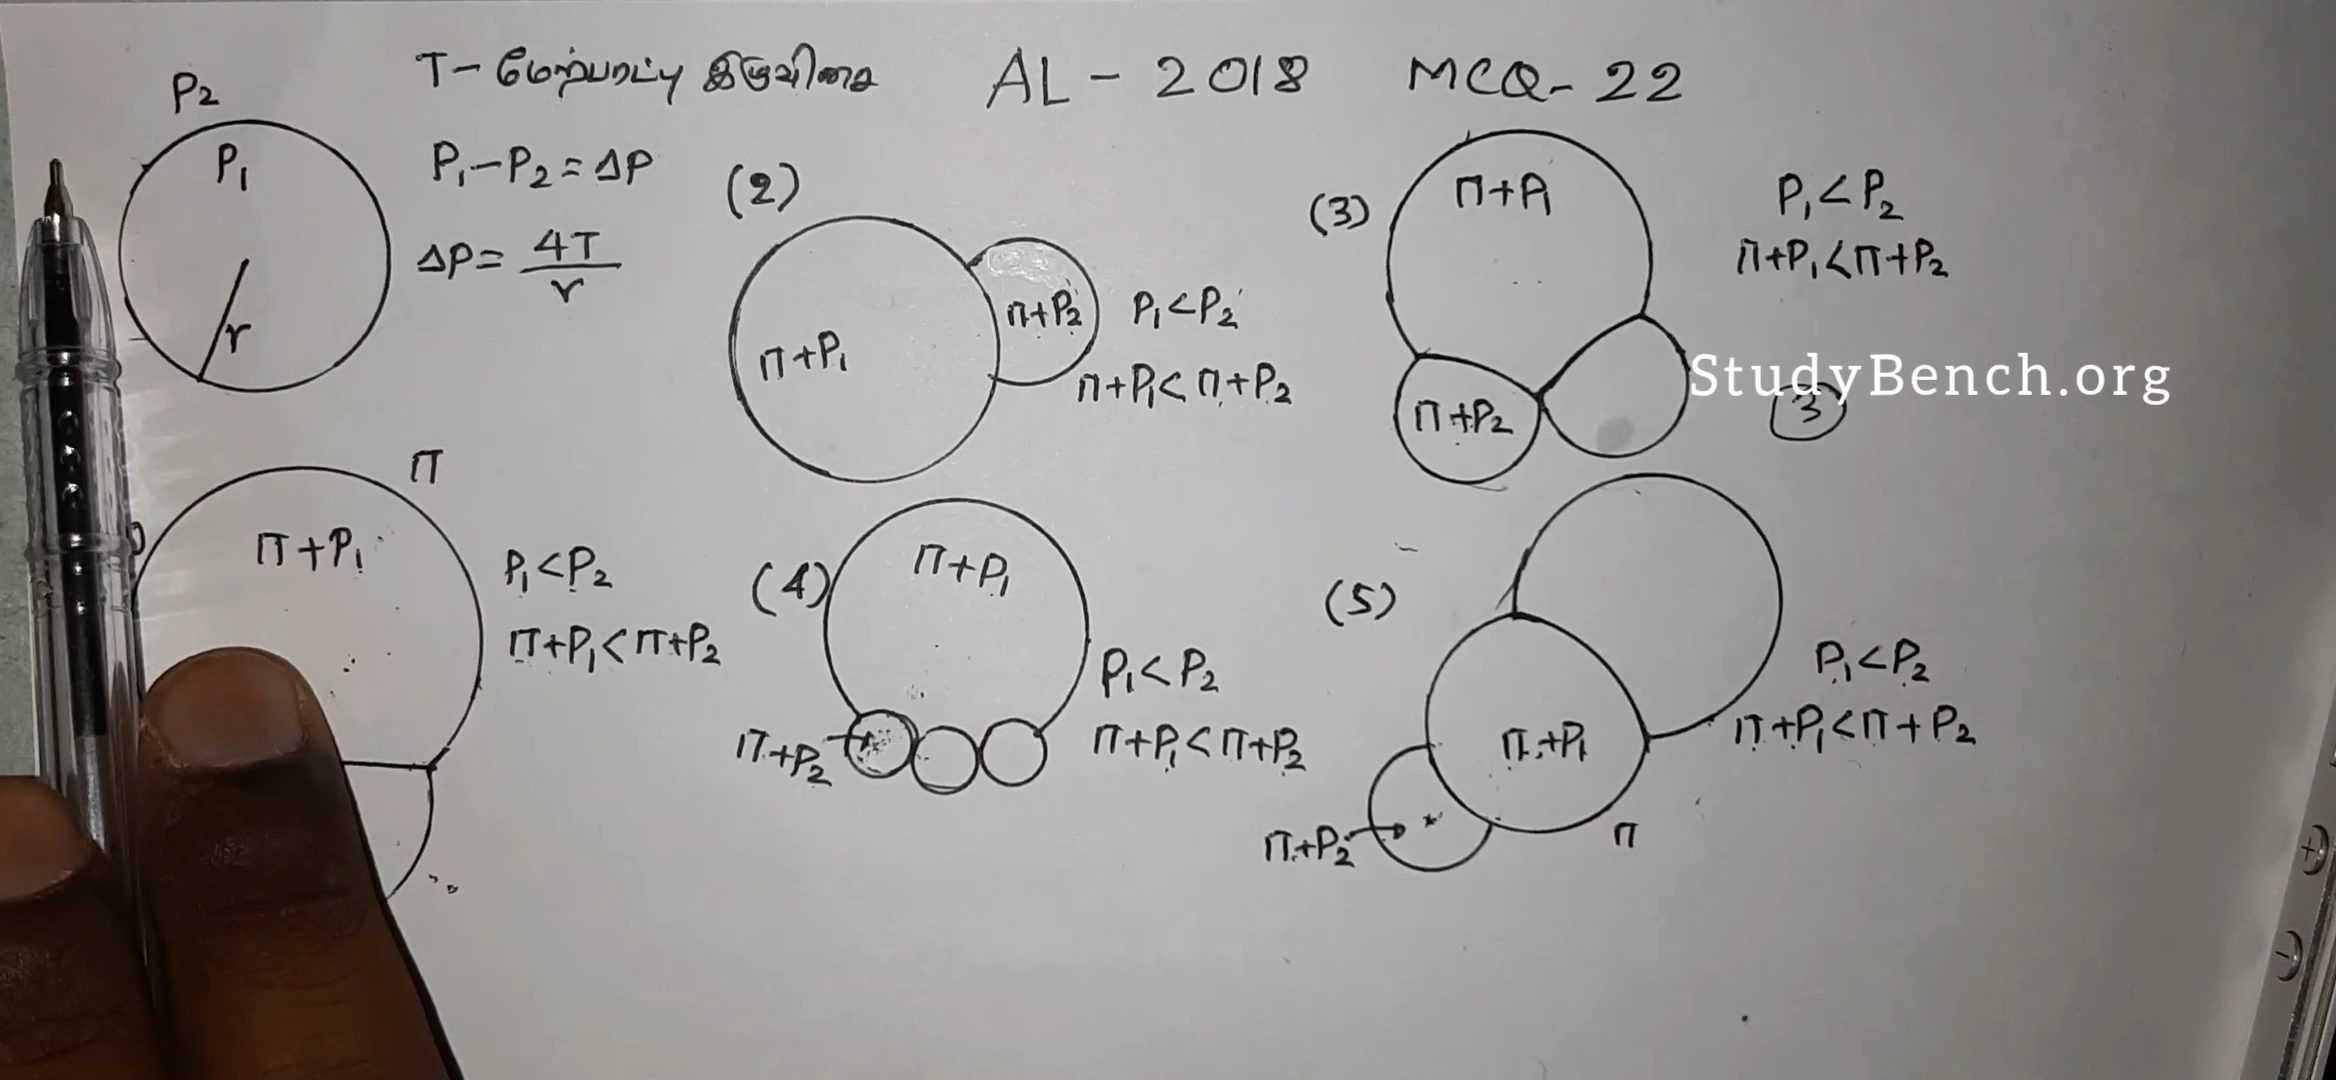 T - மேற்பரப்பு இழுவிசை AL - 2018 MCQ - 22
P2
P1
r
P1 - P2 = ΔP
ΔP = 4T/r
(2)
Π + P1
Π + P2
P1 < P2
Π + P1 < Π + P2
(3)
Π + P1
Π + P2
P1 < P2
Π + P1 < Π + P2
StudyBench.org
3
Π
Π + P1
P1 < P2
Π + P1 < Π + P2
(4)
Π + P1
Π + P2
P1 < P2
Π + P1 < Π + P2
(5)
Π + P1
Π + P2
Π
P1 < P2
Π + P1 < Π + P2